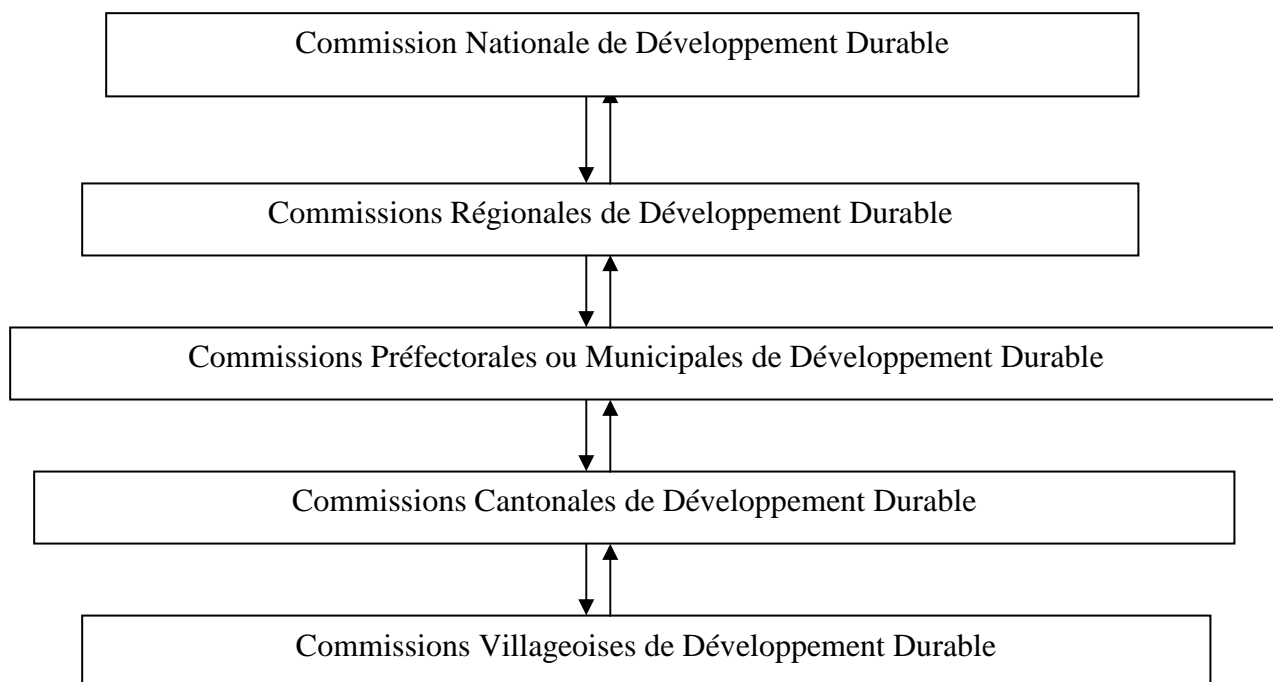 Commission Nationale de Développement Durable
Commissions Régionales de Développement Durable
Commissions Préfectorales ou Municipales de Développement Durable
Commissions Cantonales de Développement Durable
Commissions Villageoises de Développement Durable